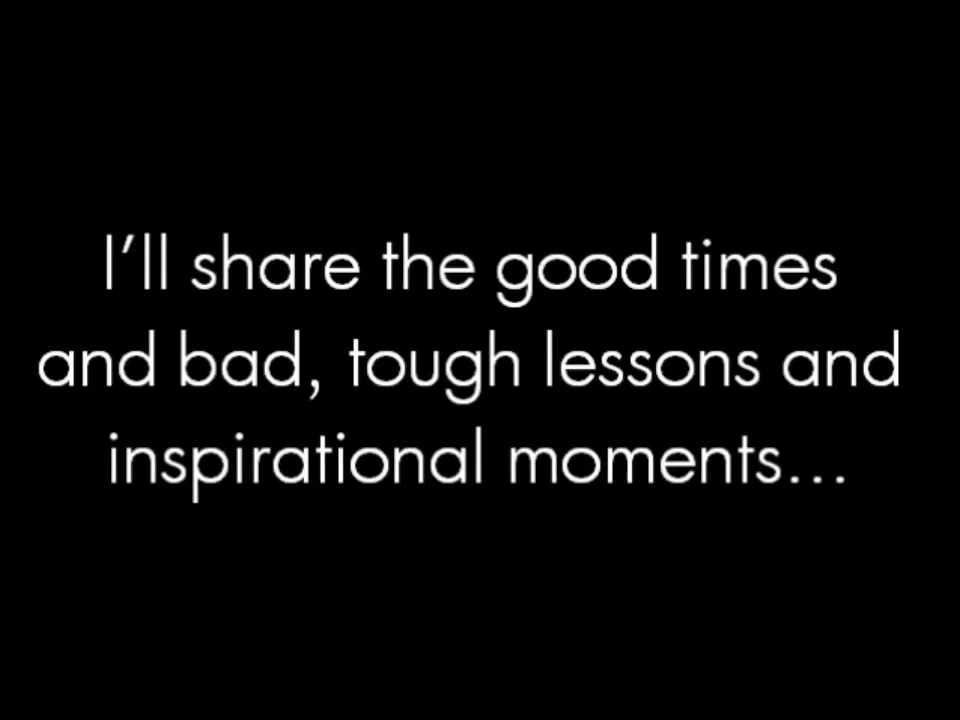 I’ll share the good times
and bad, tough lessons and
inspirational moments...